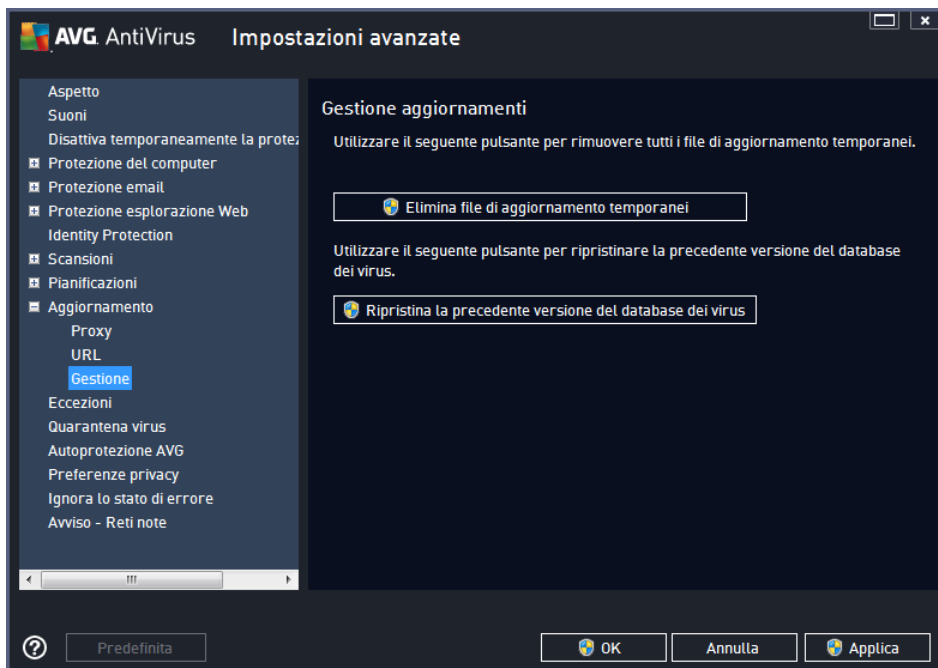 AVG. AntiVirus Impostazioni avanzate
Aspetto
Suoni
Disattiva temporaneamente la protez
Protezione del computer
Protezione email
Protezione esplorazione Web
Identity Protection
Scansioni
Pianificazioni
Aggiornamento
Proxy
URL
Gestione
Eccezioni
Quarantena virus
Autoprotezione AVG
Preferenze privacy
Ignora lo stato di errore
Avviso - Reti note
Gestione aggiornamenti
Utilizzare il seguente pulsante per rimuovere tutti i file di aggiornamento temporanei.
Elimina file di aggiornamento temporanei
Utilizzare il seguente pulsante per ripristinare la precedente versione del database
dei virus.
Ripristina la precedente versione del database dei virus
Predefinita
OK
Annulla
Applica